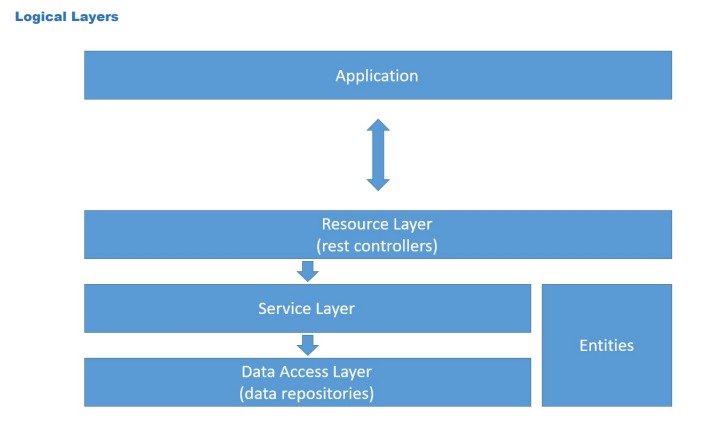 Logical Layers
Application
Resource Layer
(rest controllers)
Service Layer
Entities
Data Access Layer
(data repositories)